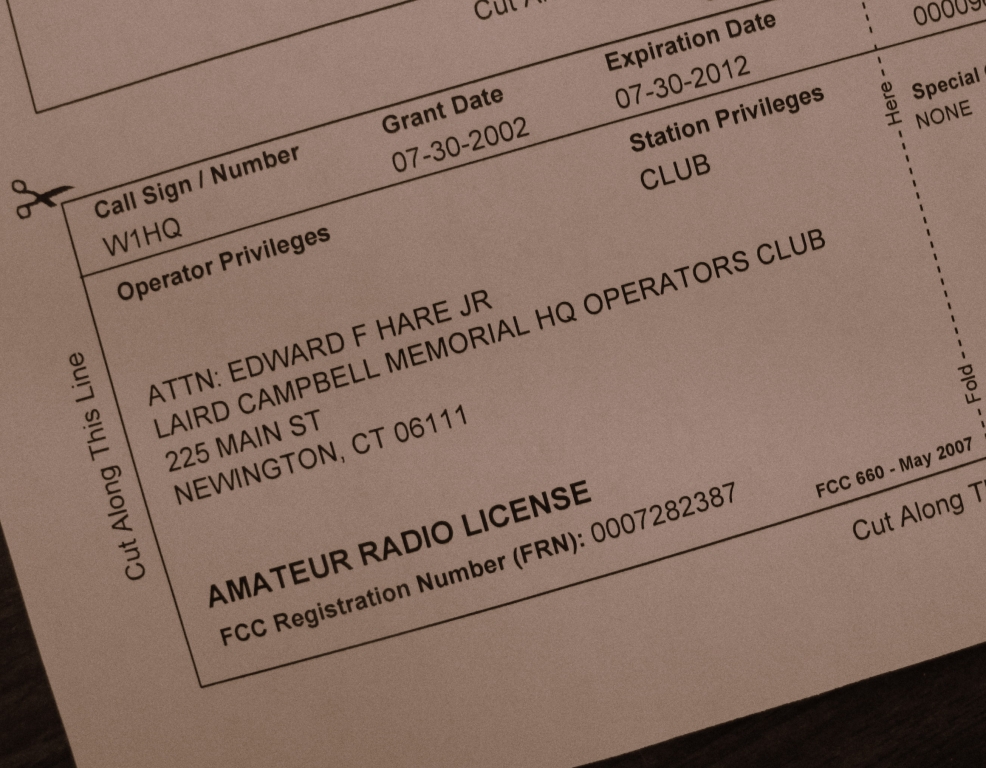 Cut
Call Sign / Number Grant Date Expiration Date
W1HQ 07-30-2002 07-30-2012
Operator Privileges Station Privileges
CLUB
ATTN: EDWARD F HARE JR
LAIRD CAMPBELL MEMORIAL HQ OPERATORS CLUB
225 MAIN ST
NEWINGTON, CT 06111
AMATEUR RADIO LICENSE
FCC Registration Number (FRN): 0007282387
FCC 660 - May 2007
Cut Along This Line
Cut Along
Fold Here
Special
NONE